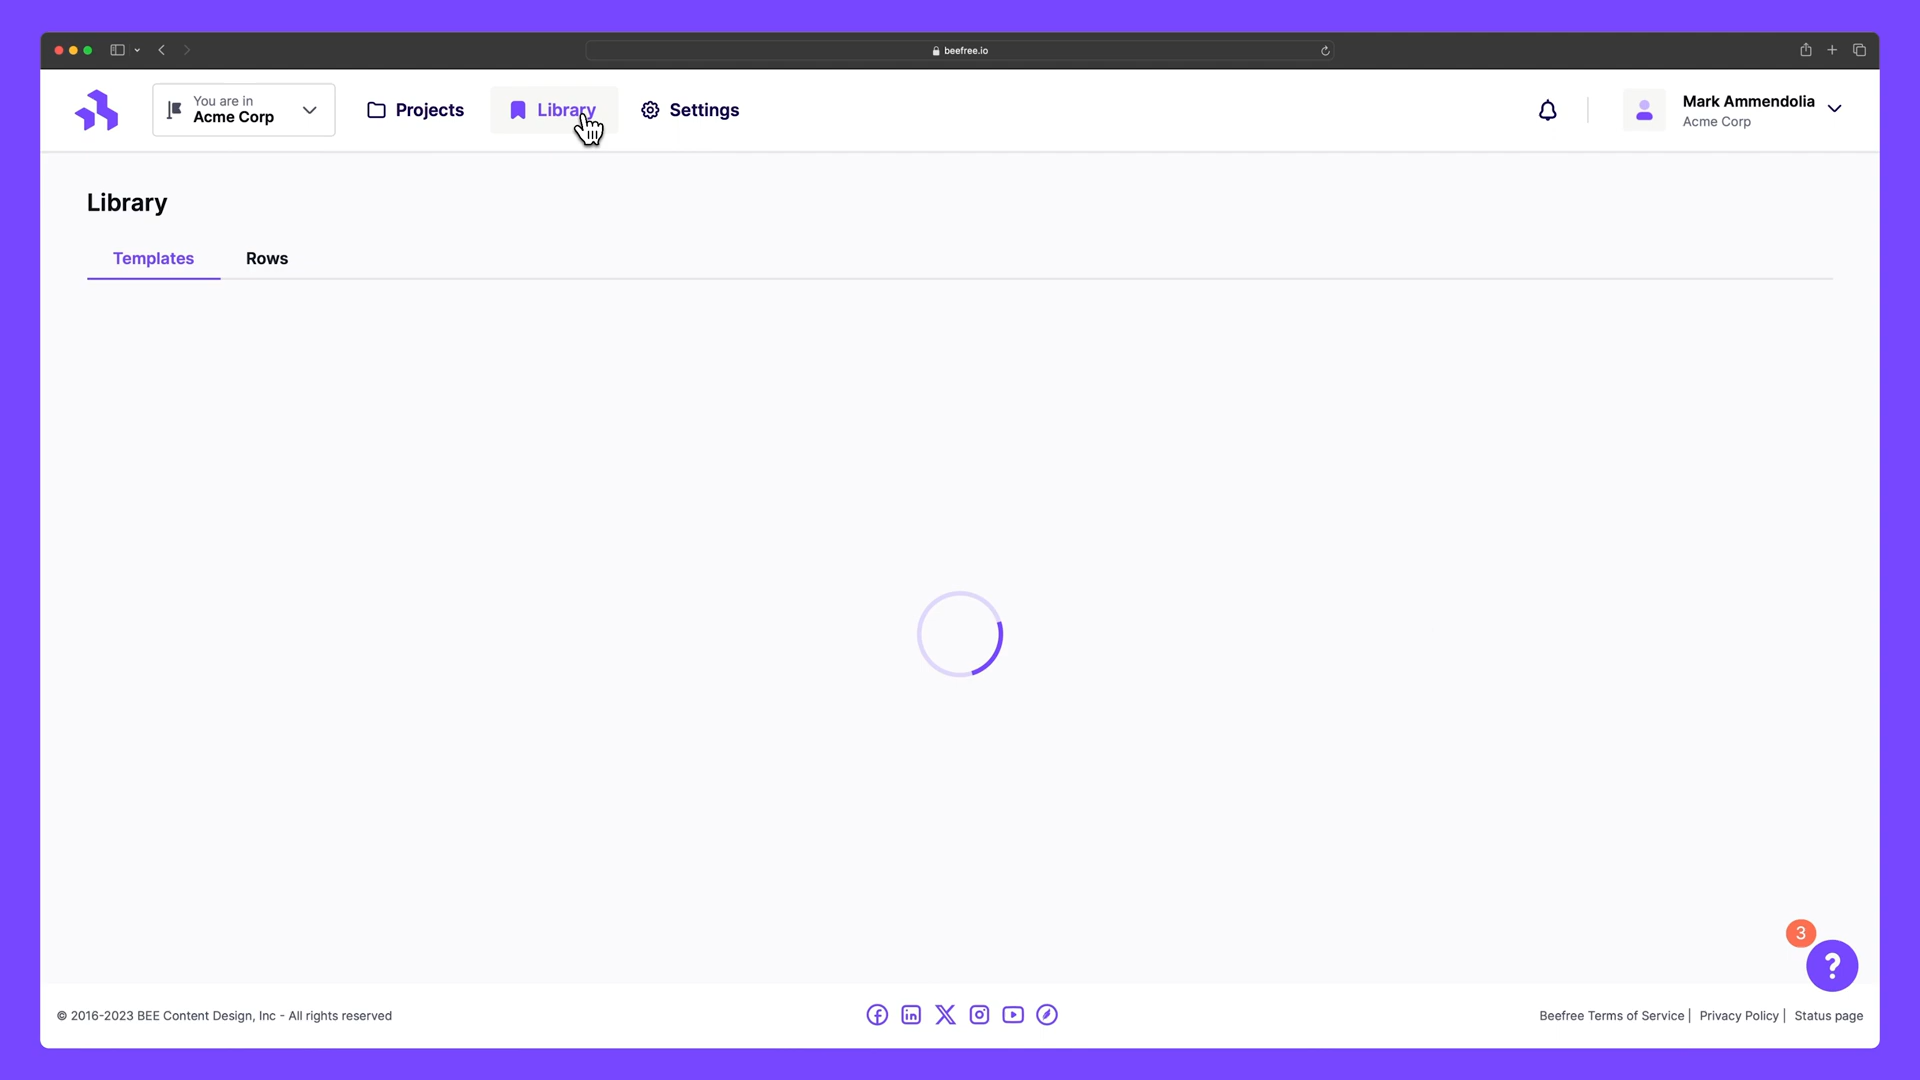 beefree.io
You are in
Acme Corp
Projects
Library
Settings
Mark Ammendolia
Acme Corp
Library
Templates
Rows
3
?
© 2016-2023 BEE Content Design, Inc - All rights reserved
Beefree Terms of Service | Privacy Policy | Status page